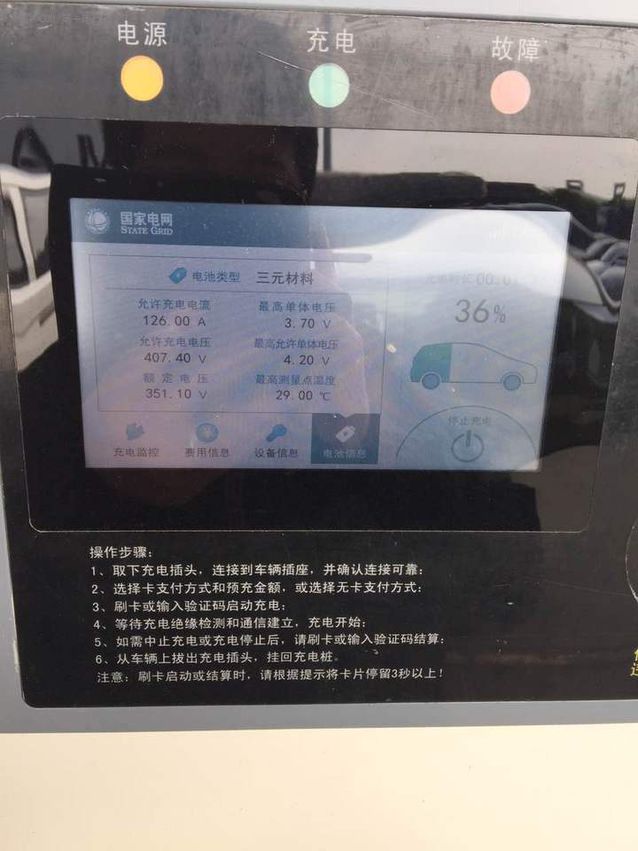 电源 充电 故障
国家电网
STATE GRID
电池类型 三元材料
允许充电电流 最高单体电压
126.00 A 3.70 V
允许充电电压 最高允许单体电压
407.40 V 4.20 V
额定电压 最高测量点温度
351.10 V 29.00 ℃
36%
停止充电
充电监控 费用信息 设备信息 电池信息
操作步骤:
1、取下充电插头，连接到车辆插座，并确认连接可靠;
2、选择卡支付方式和预充金额，或选择无卡支付方式;
3、刷卡或输入验证码启动充电;
4、等待充电绝缘检测和通信建立，充电开始;
5、如需中止充电或充电停止后，请刷卡或输入验证码结算;
6、从车辆上拔出充电插头，挂回充电桩。
注意: 刷卡启动或结算时，请根据提示将卡片停留3秒以上!